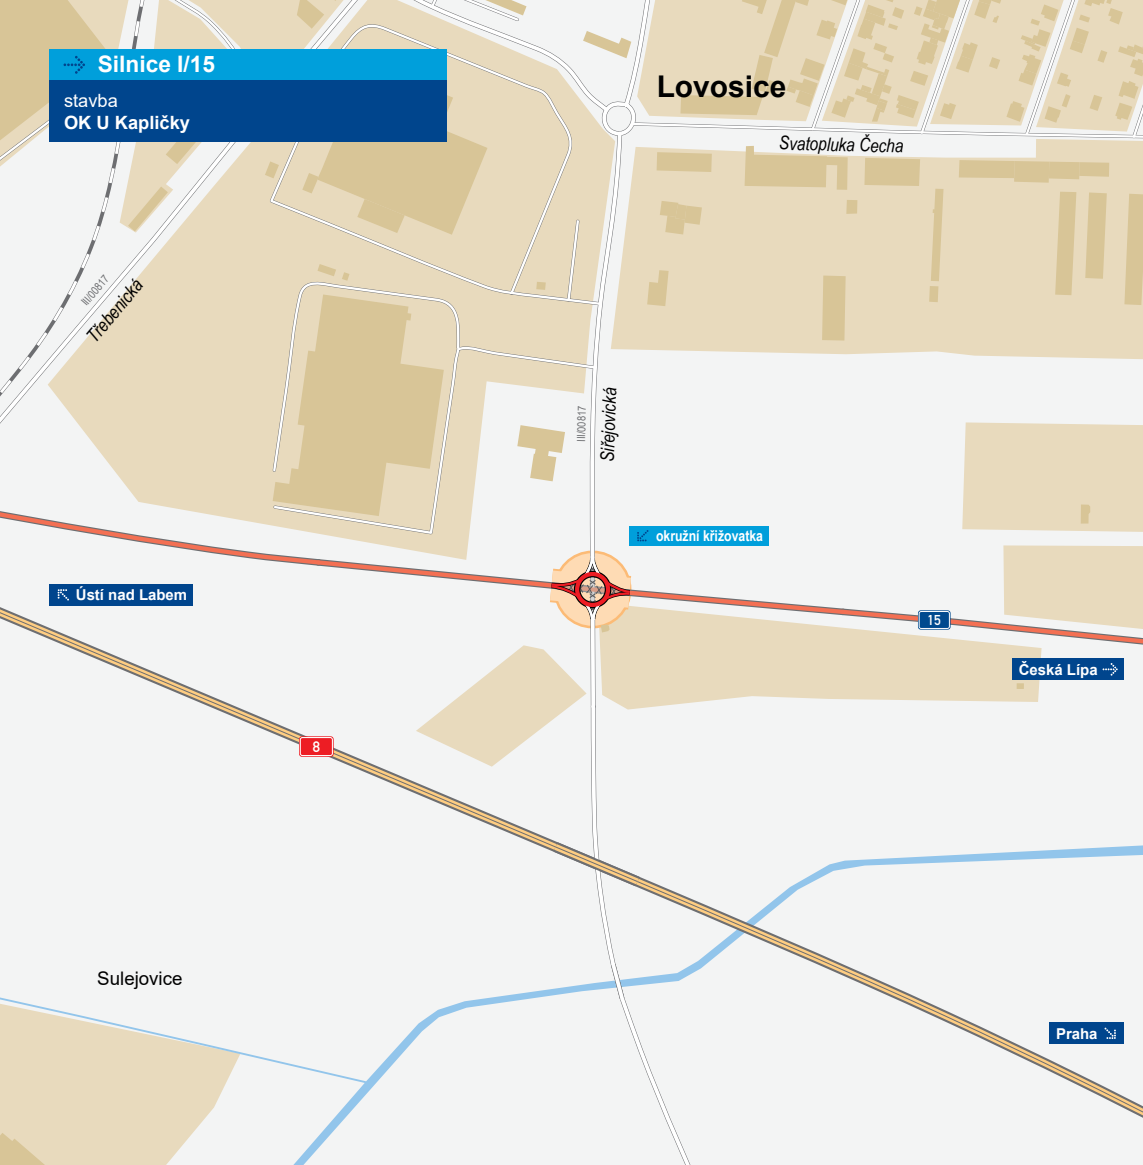 Silnice I/15
stavba
OK U Kapličky
Lovosice
Svatopluka Čecha
III/00817
Třebenická
III/00817
Siřejovická
okružní křižovatka
Ústí nad Labem
15
Česká Lípa
8
Sulejovice
Praha